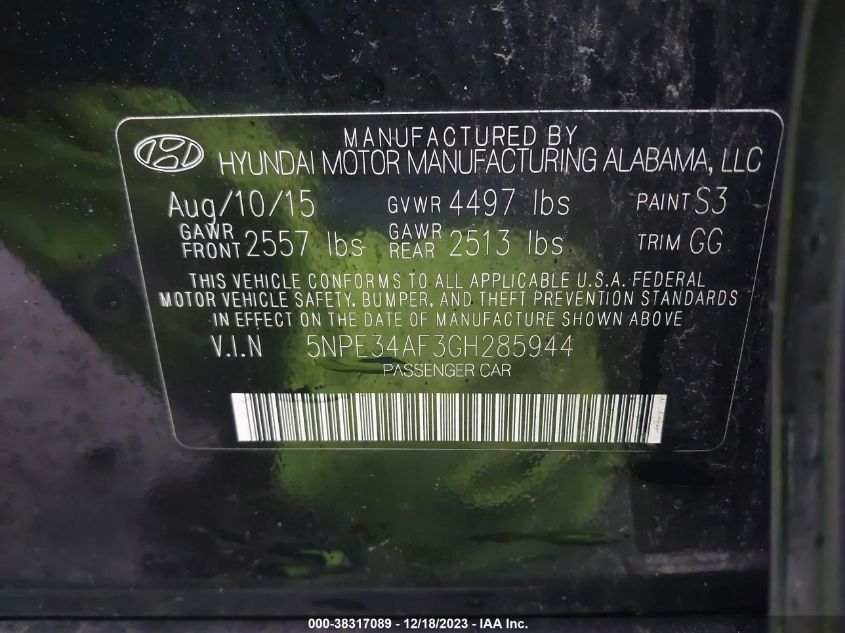 MANUFACTURED BY
HYUNDAI MOTOR MANUFACTURING ALABAMA, LLC
Aug/10/15 GVWR 4497 lbs PAINT S3
GAWR FRONT 2557 lbs GAWR REAR 2513 lbs TRIM GG
THIS VEHICLE CONFORMS TO ALL APPLICABLE U.S.A. FEDERAL
MOTOR VEHICLE SAFETY, BUMPER, AND THEFT PREVENTION STANDARDS
IN EFFECT ON THE DATE OF MANUFACTURE SHOWN ABOVE
V.I.N 5NPE34AF3GH285944
PASSENGER CAR
000-38317089 - 12/18/2023 - IAA Inc.